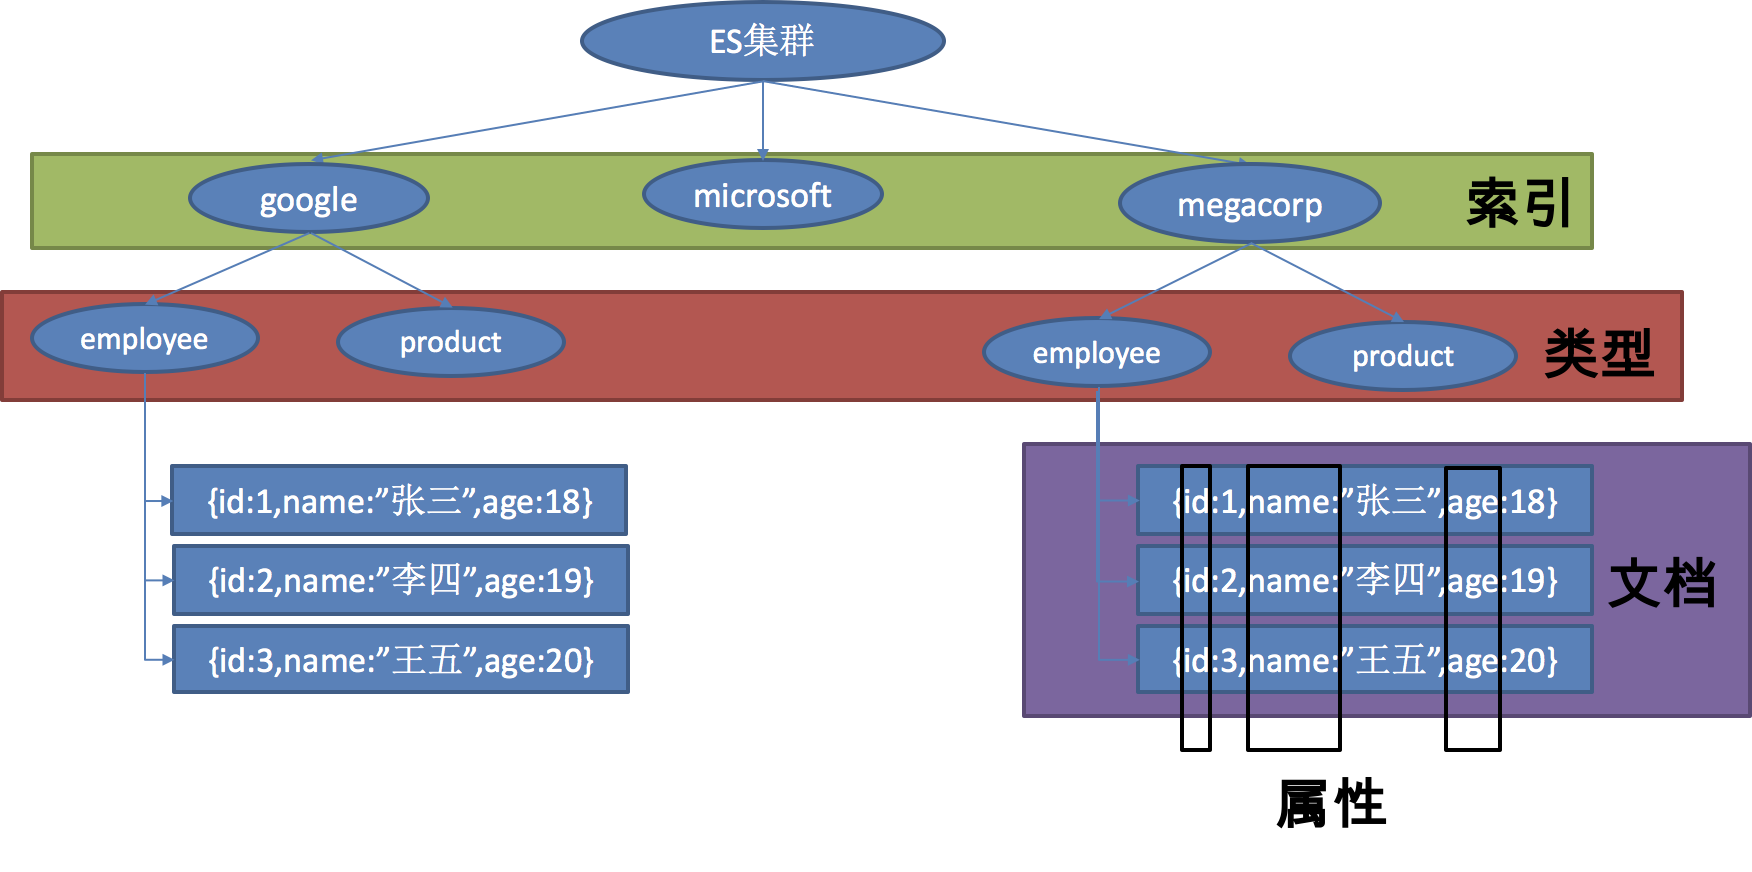 ES集群
google
microsoft
megacorp
索引
employee
product
employee
product
类型
{id:1,name:”张三”,age:18}
{id:2,name:”李四”,age:19}
{id:3,name:”王五”,age:20}
{id:1,name:”张三”,age:18}
{id:2,name:”李四”,age:19}
{id:3,name:”王五”,age:20}
文档
属性